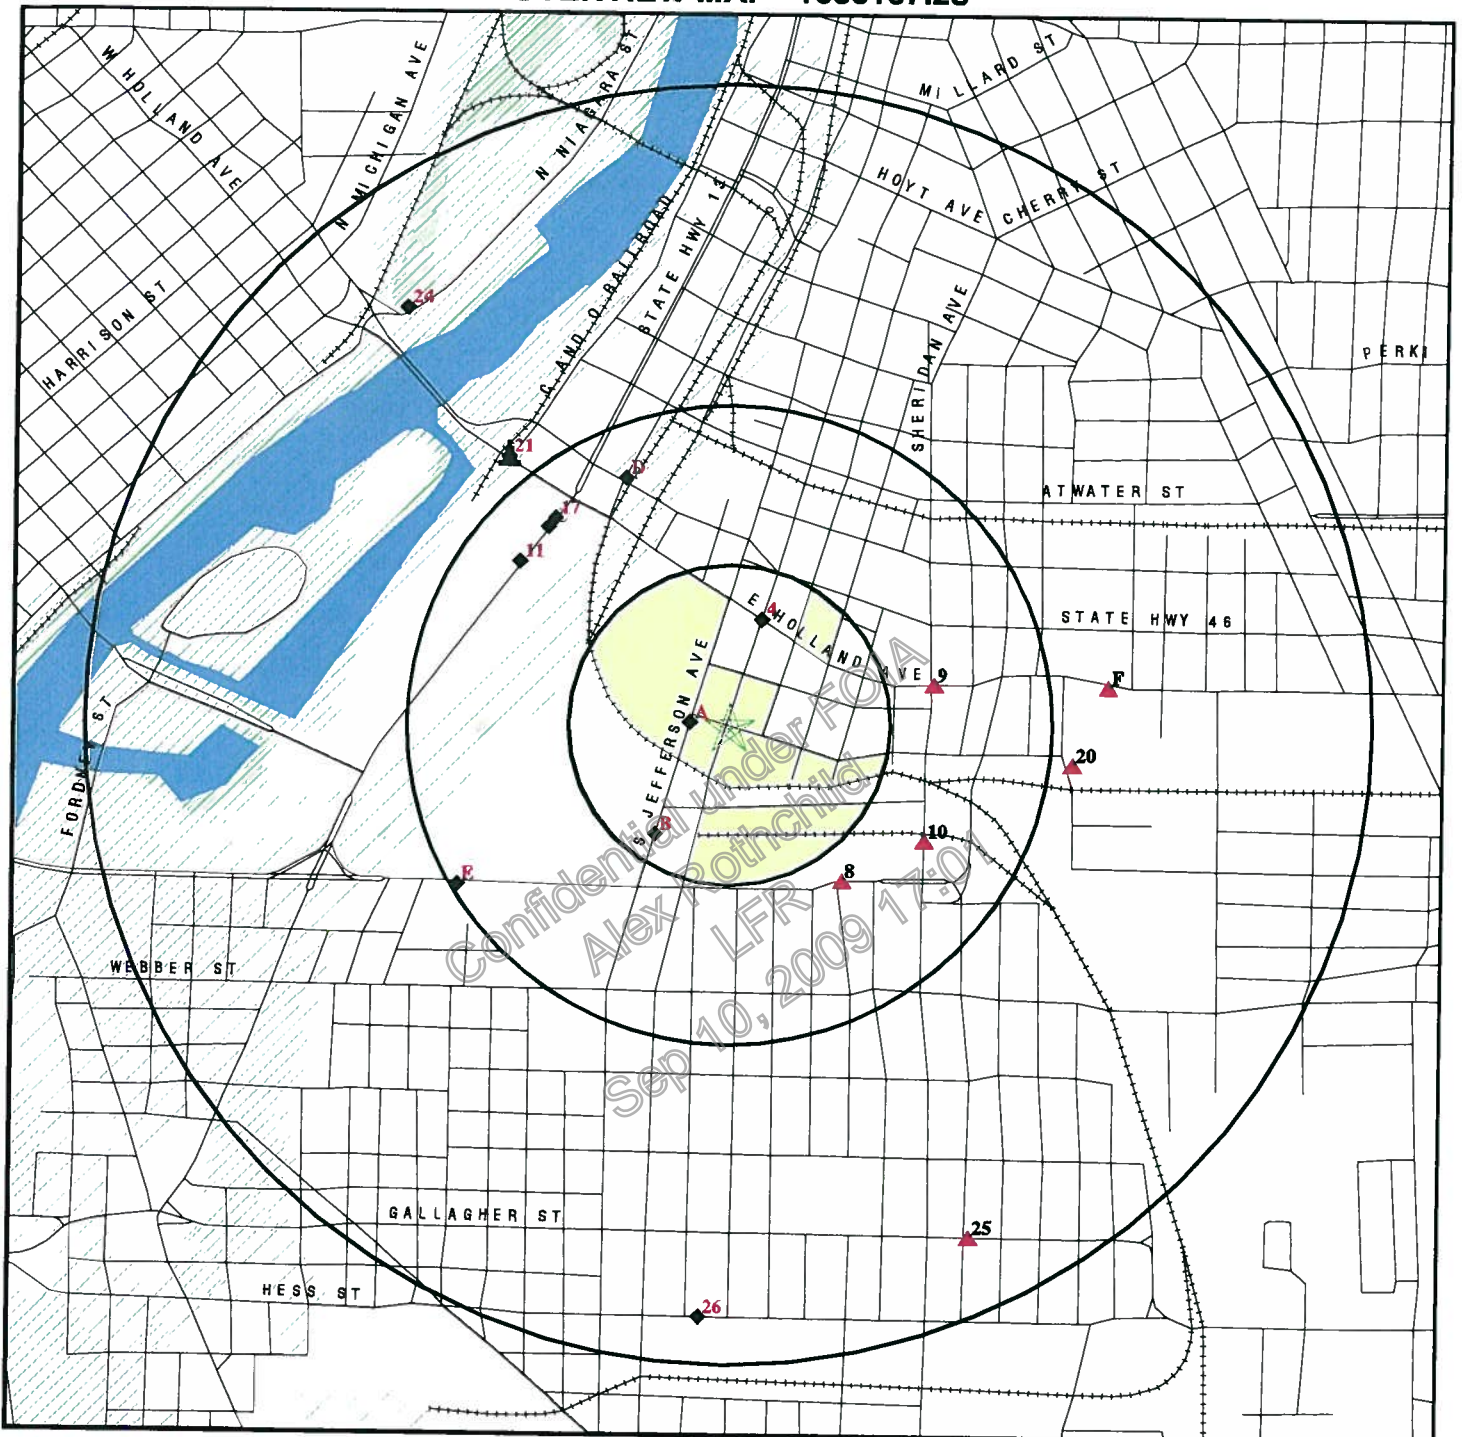 W HOLLAND AVE
N MICHIGAN AVE
N NIAGARA ST
MILLARD ST
HOYT AVE
CHERRY ST
C AND O RAILROAD
STATE HWY 13
HARRISON ST
24
SHERIDAN AVE
PERKI
21
D
17
11
ATWATER ST
STATE HWY 46
E HOLLAND AVE
4
9
F
S JEFFERSON AVE
A
20
FORDNEY ST
B
10
8
E
WEBBER ST
Confidential under FOIA
Alex Rothchild
LFR
Sep 10, 2009 17:01
GALLAGHER ST
25
HESS ST
26